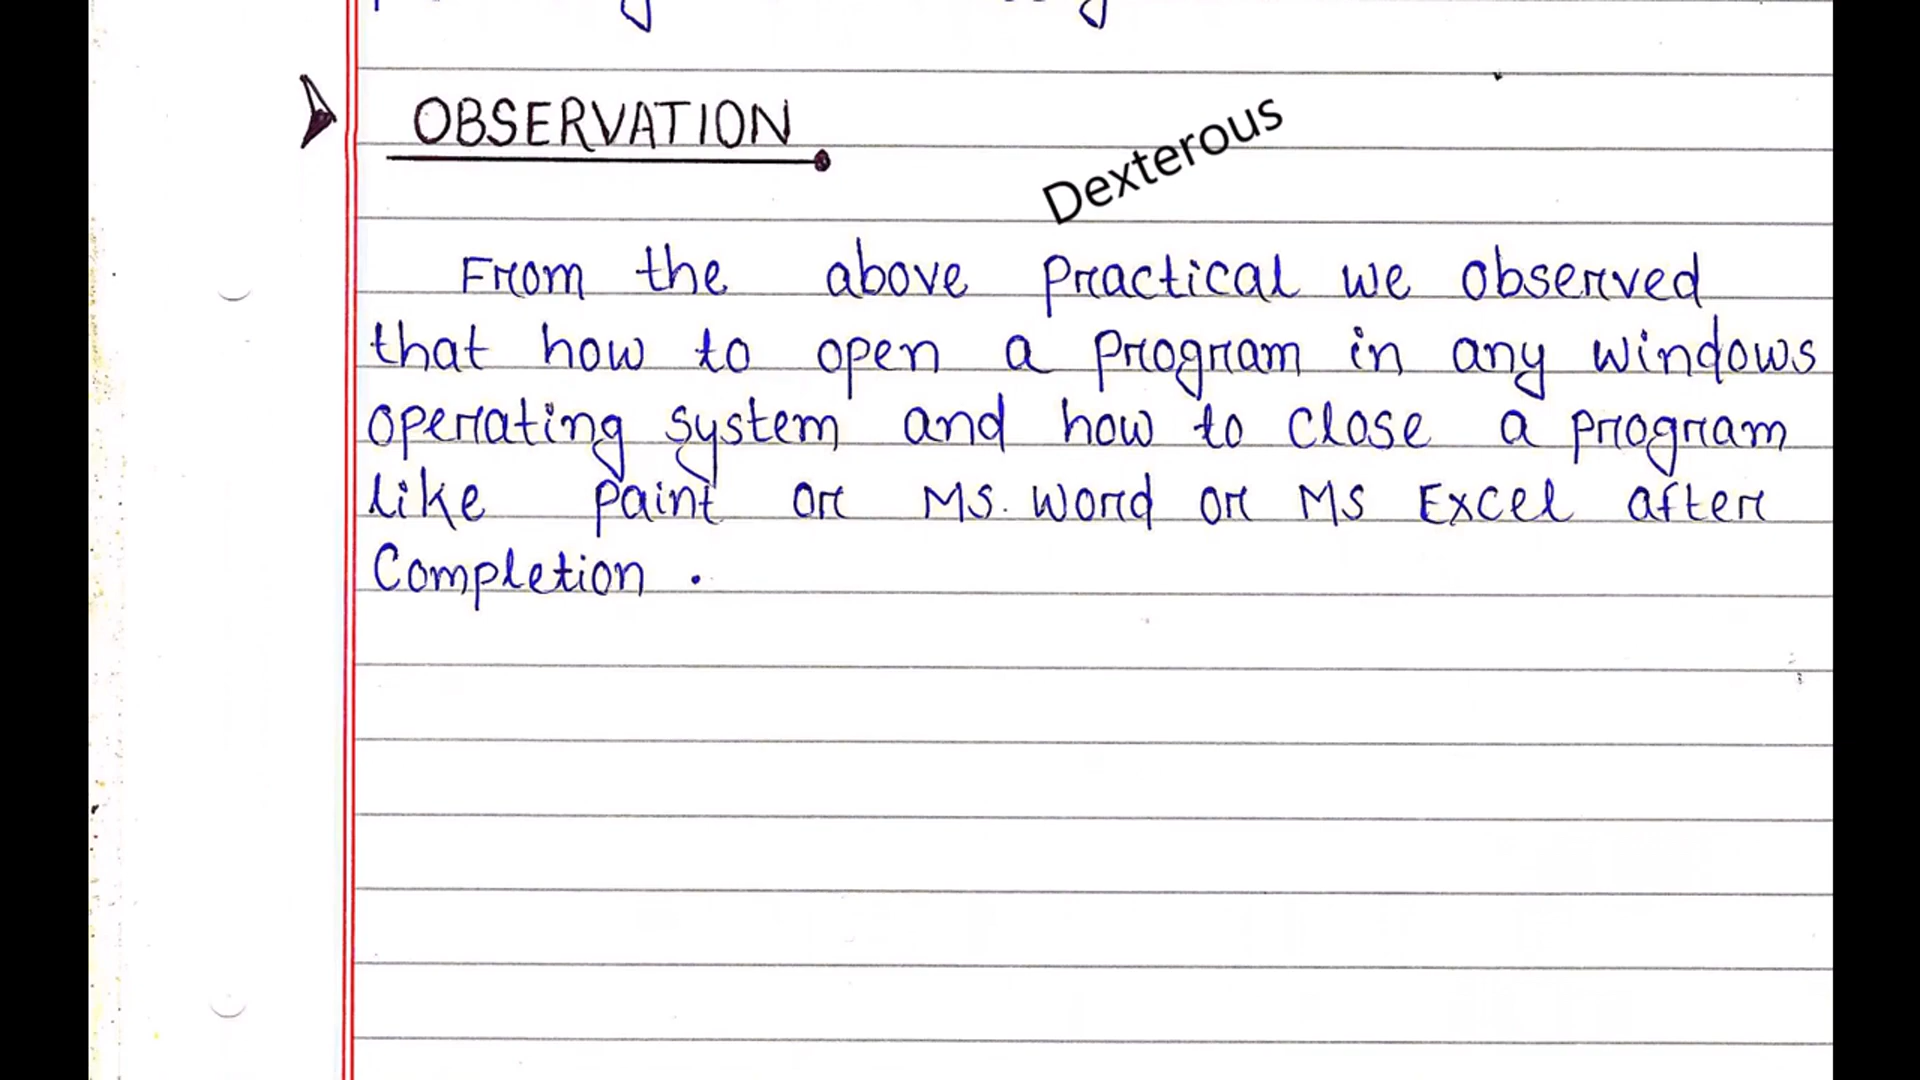 OBSERVATION
Dexterous
From the above Practical we observed
that how to open a Program in any windows
operating system and how to close a program
like Paint or MS. Word or MS Excel after
Completion .